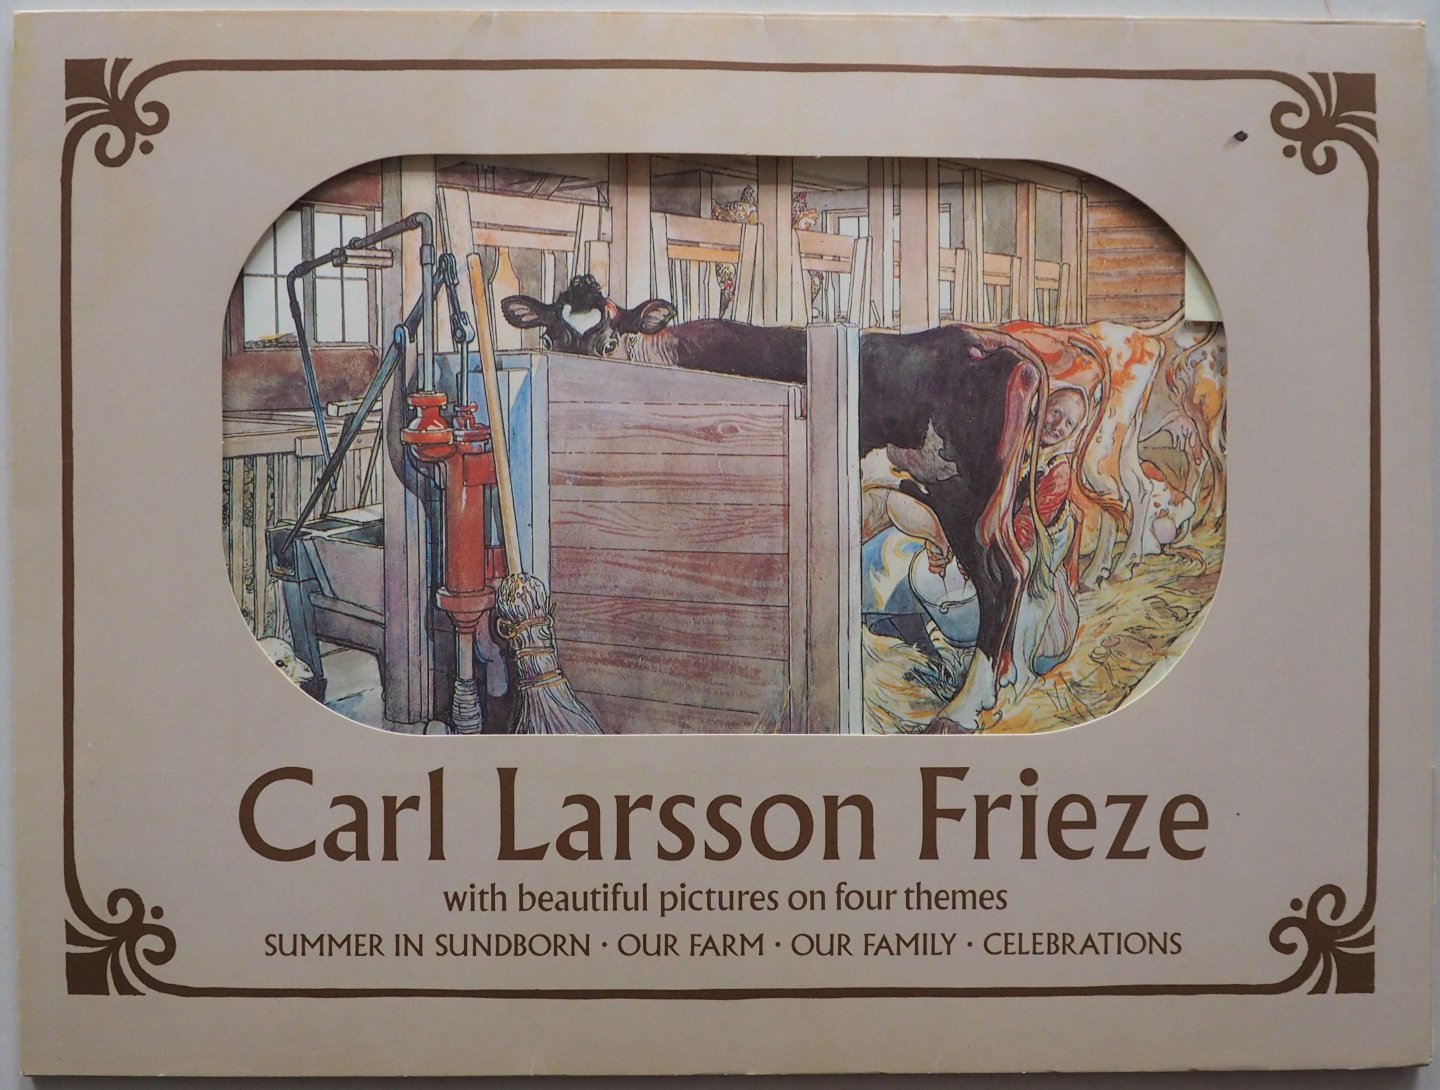 Carl Larsson Frieze
with beautiful pictures on four themes
SUMMER IN SUNDBORN · OUR FARM · OUR FAMILY · CELEBRATIONS